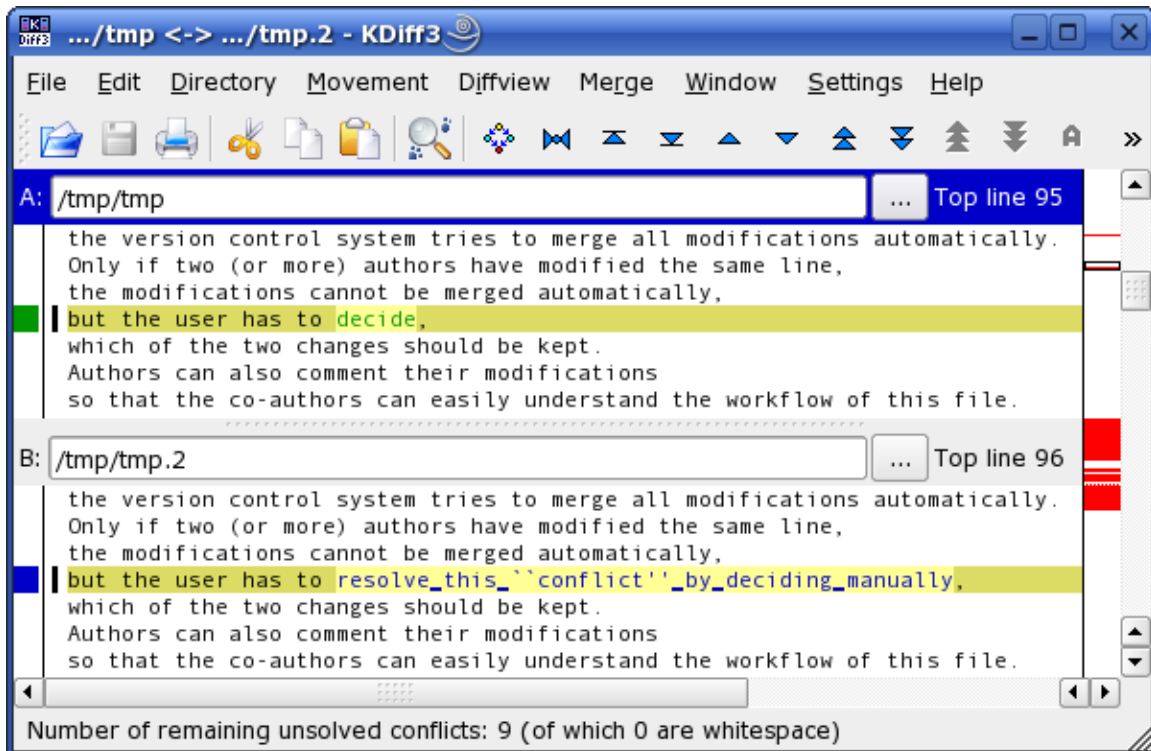 K
Diff3
.../tmp <-> .../tmp.2 - KDiff3
File Edit Directory Movement Diffview Merge Window Settings Help
A »
A: /tmp/tmp ... Top line 95
the version control system tries to merge all modifications automatically.
Only if two (or more) authors have modified the same line,
the modifications cannot be merged automatically,
but the user has to decide,
which of the two changes should be kept.
Authors can also comment their modifications
so that the co-authors can easily understand the workflow of this file.
B: /tmp/tmp.2 ... Top line 96
the version control system tries to merge all modifications automatically.
Only if two (or more) authors have modified the same line,
the modifications cannot be merged automatically,
but the user has to resolve_this_``conflict''_by_deciding_manually,
which of the two changes should be kept.
Authors can also comment their modifications
so that the co-authors can easily understand the workflow of this file.
Number of remaining unsolved conflicts: 9 (of which 0 are whitespace)